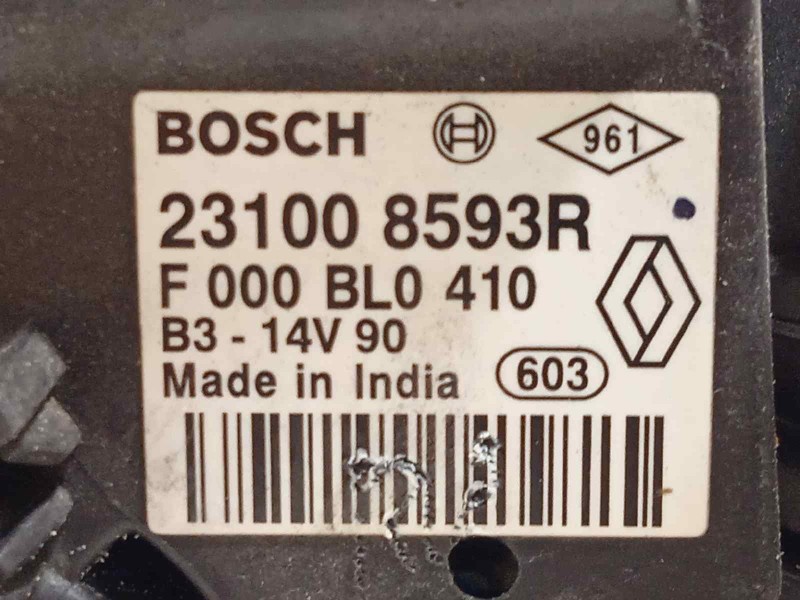 BOSCH 961
23100 8593R
F 000 BL0 410
B3 - 14V 90
Made in India 603